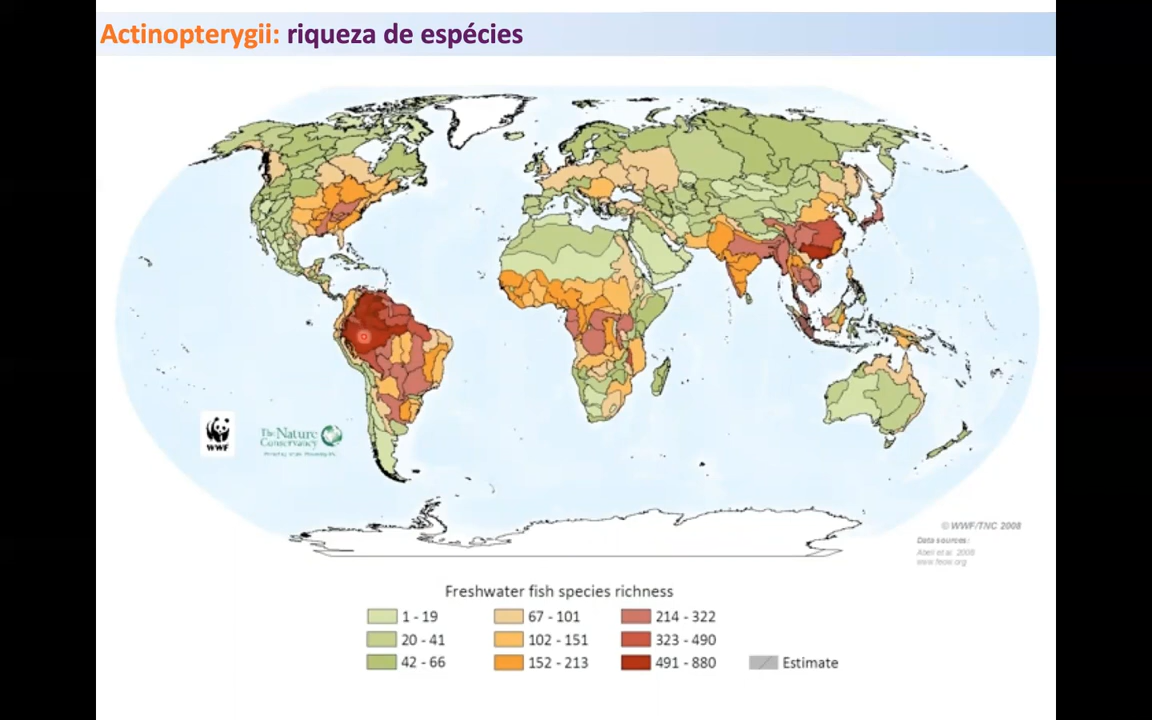 Actinopterygii: riqueza de espécies
WWF
The Nature
Conservancy
© WWF/TNC 2008
Data sources:
Abell et al. 2008
www.feow.org
Freshwater fish species richness
1 - 19
67 - 101
214 - 322
20 - 41
102 - 151
323 - 490
42 - 66
152 - 213
491 - 880
Estimate